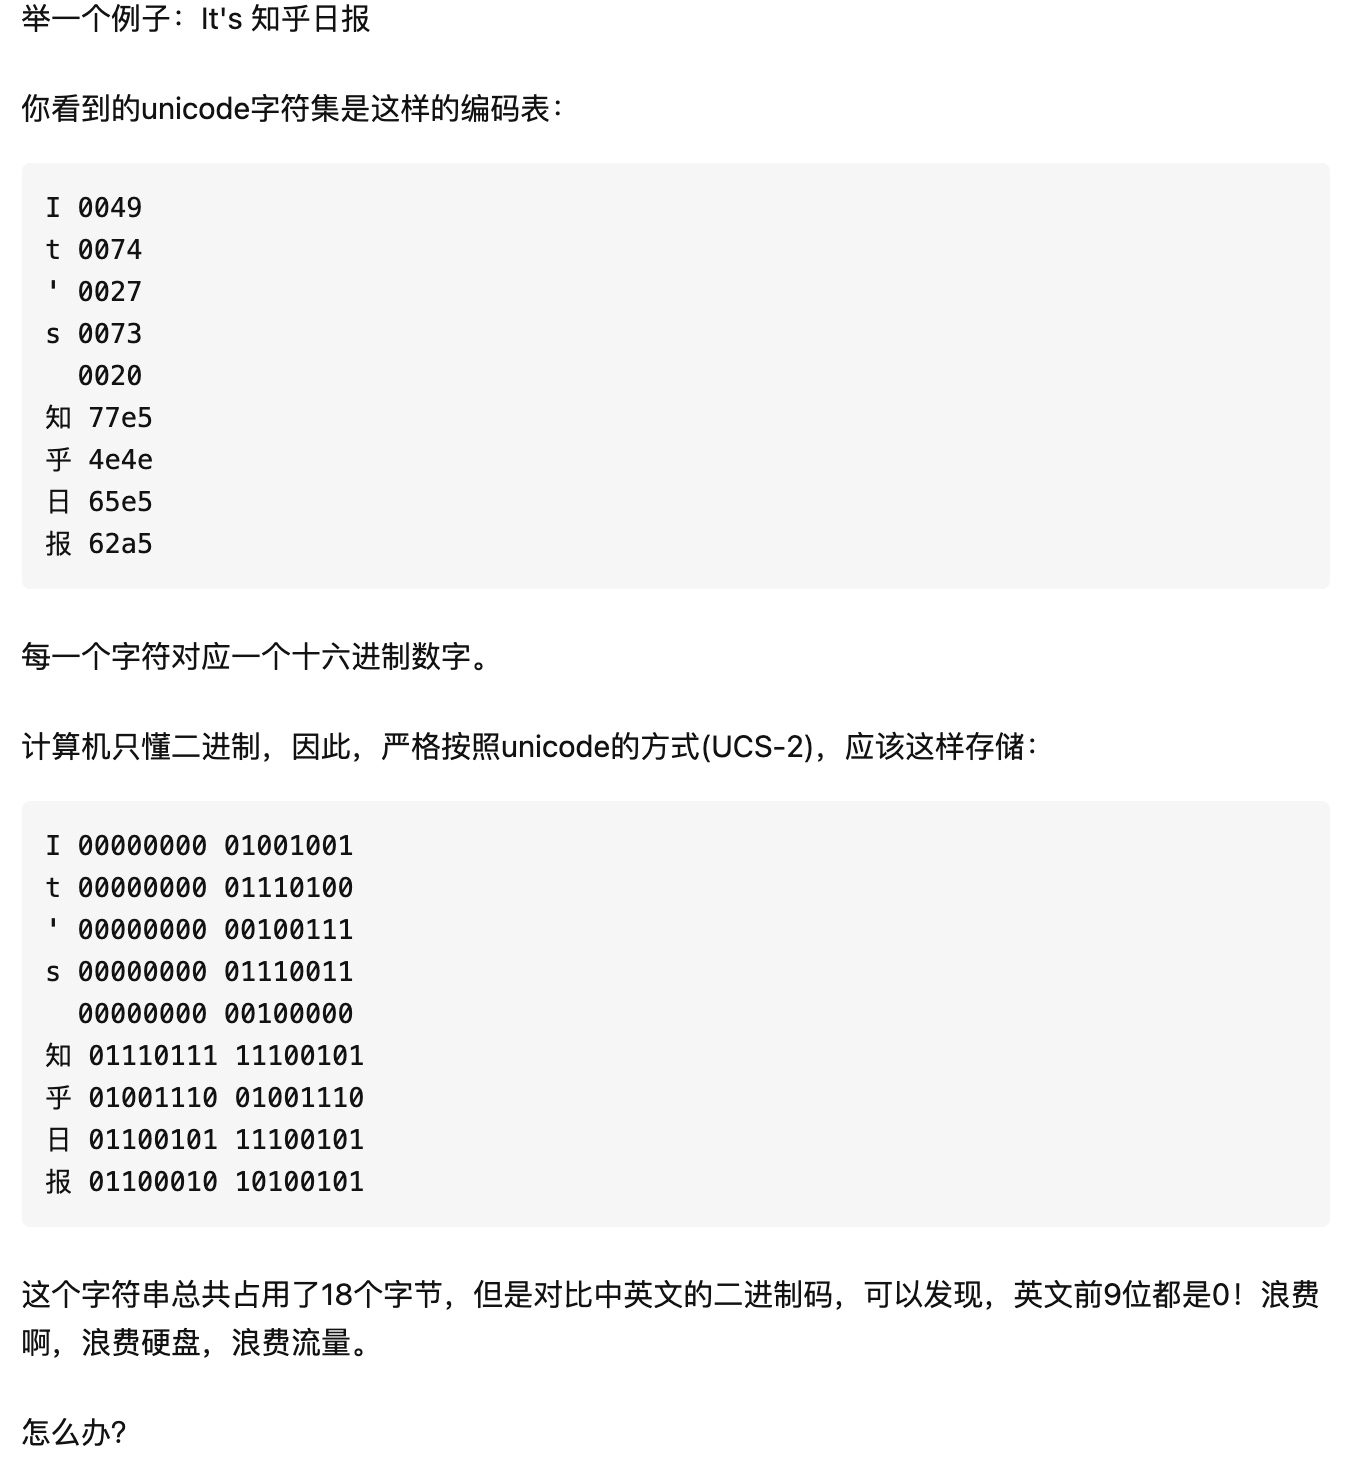 举一个例子：It's 知乎日报
你看到的unicode字符集是这样的编码表：
I 0049
t 0074
' 0027
s 0073
  0020
知 77e5
乎 4e4e
日 65e5
报 62a5
每一个字符对应一个十六进制数字。
计算机只懂二进制，因此，严格按照unicode的方式(UCS-2)，应该这样存储：
I 00000000 01001001
t 00000000 01110100
' 00000000 00100111
s 00000000 01110011
  00000000 00100000
知 01110111 11100101
乎 01001110 01001110
日 01100101 11100101
报 01100010 10100101
这个字符串总共占用了18个字节，但是对比中英文的二进制码，可以发现，英文前9位都是0！浪费
啊，浪费硬盘，浪费流量。
怎么办？